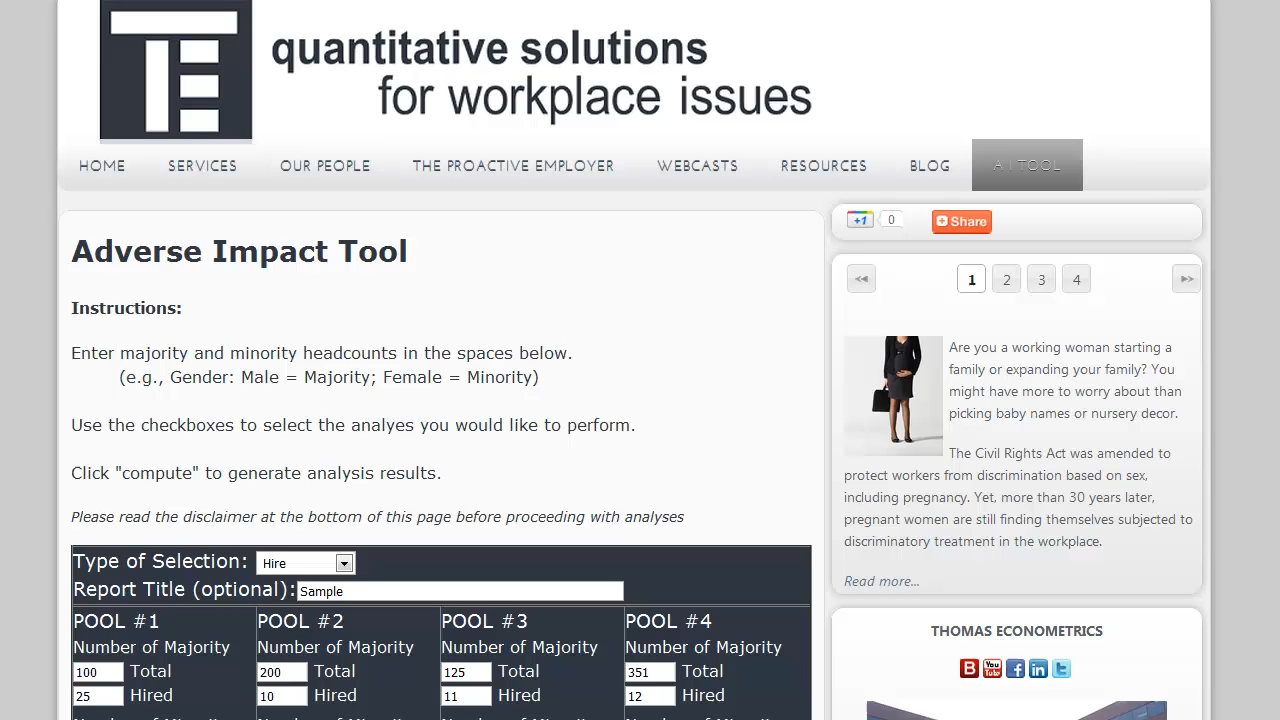 TE
quantitative solutions
for workplace issues
HOME SERVICES OUR PEOPLE THE PROACTIVE EMPLOYER WEBCASTS RESOURCES BLOG A I TOOL
Adverse Impact Tool
Instructions:
Enter majority and minority headcounts in the spaces below.
(e.g., Gender: Male = Majority; Female = Minority)
Use the checkboxes to select the analyes you would like to perform.
Click "compute" to generate analysis results.
Please read the disclaimer at the bottom of this page before proceeding with analyses
Type of Selection: Hire
Report Title (optional): Sample
POOL #1 POOL #2 POOL #3 POOL #4
Number of Majority Number of Majority Number of Majority Number of Majority
100 Total 200 Total 125 Total 351 Total
25 Hired 10 Hired 11 Hired 12 Hired
+1 0 Share
1 2 3 4
Are you a working woman starting a
family or expanding your family? You
might have more to worry about than
picking baby names or nursery decor.
The Civil Rights Act was amended to
protect workers from discrimination based on sex,
including pregnancy. Yet, more than 30 years later,
pregnant women are still finding themselves subjected to
discriminatory treatment in the workplace.
Read more...
THOMAS ECONOMETRICS
B You Tube f in t